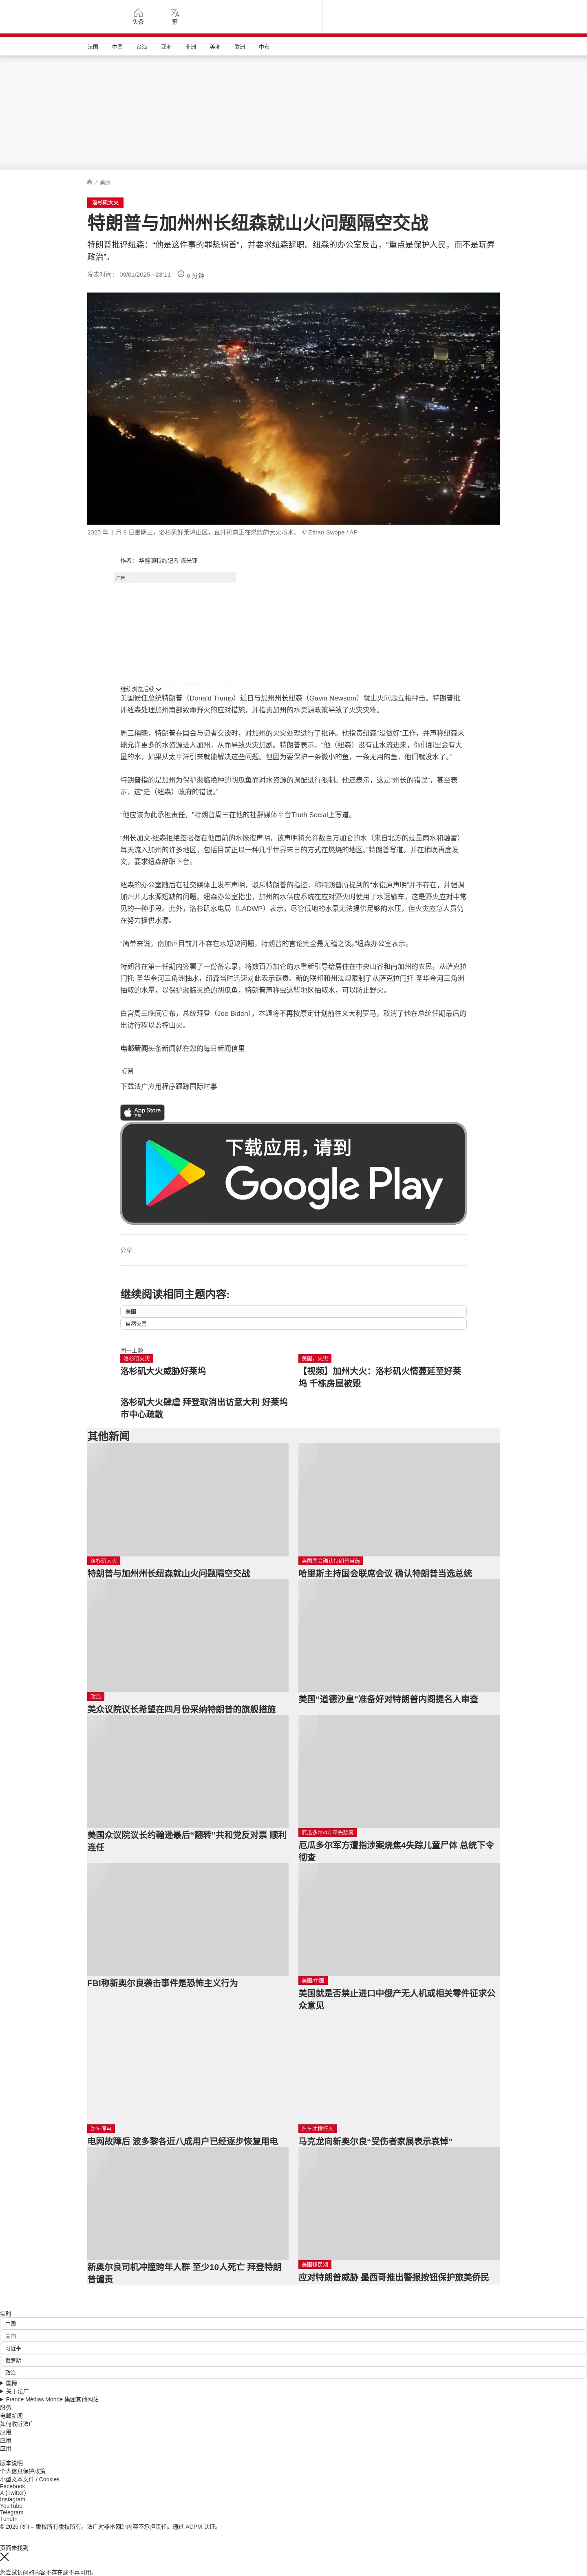 头条
繁
法国 中国 台海 亚洲 非洲 美洲 欧洲 中东
/ 美洲
洛杉矶大火
特朗普与加州州长纽森就山火问题隔空交战
特朗普批评纽森：“他是这件事的罪魁祸首”，并要求纽森辞职。纽森的办公室反击，“重点是保护人民，而不是玩弄
政治”。
发表时间： 09/01/2025 - 23:11 6 分钟
2025 年 1 月 8 日星期三，洛杉矶好莱坞山区，直升机向正在燃烧的大火喷水。 © Ethan Swope / AP
作者： 华盛顿特约记者 陈米亚
广告
继续浏览后续
美国候任总统特朗普（Donald Trump）近日与加州州长纽森（Gavin Newsom）就山火问题互相抨击。特朗普批
评纽森处理加州南部致命野火的应对措施，并指责加州的水资源政策导致了火灾灾难。
周三稍晚，特朗普在国会与记者交谈时，对加州的火灾处理进行了批评。他指责纽森“没做好”工作，并声称纽森未
能允许更多的水资源进入加州，从而导致火灾加剧。特朗普表示，“他（纽森）没有让水流进来，你们那里会有大
量的水，如果从太平洋引来就能解决这些问题。但因为要保护一条微小的鱼，一条无用的鱼，他们就没水了。”
特朗普指的是加州为保护濒临绝种的胡瓜鱼而对水资源的调配进行限制。他还表示，这是“州长的错误”，甚至表
示，这“是（纽森）政府的错误。”
“他应该为此承担责任，”特朗普周三在他的社群媒体平台Truth Social上写道。
“州长加文·纽森拒绝签署摆在他面前的水恢復声明，该声明将允许数百万加仑的水（来自北方的过量雨水和融雪）
每天流入加州的许多地区，包括目前正以一种几乎世界末日的方式在燃烧的地区。”特朗普写道。并在稍晚再度发
文，要求纽森辞职下台。
纽森的办公室随后在社交媒体上发布声明，驳斥特朗普的指控，称特朗普所提到的“水復原声明”并不存在，并强调
加州并无水源短缺的问题。纽森办公室指出，加州的水供应系统在应对野火时使用了水运输车，这是野火应对中常
见的一种手段。此外，洛杉矶水电局（LADWP）表示，尽管低地的水泵无法提供足够的水压，但火灾应急人员仍
在努力提供水源。
“简单来说，南加州目前并不存在水短缺问题，特朗普的言论完全是无稽之谈。”纽森办公室表示。
特朗普在第一任期内签署了一份备忘录，将数百万加仑的水重新引导给居住在中央山谷和南加州的农民，从萨克拉
门托-圣华金河三角洲抽水，纽森当时迅速对此表示谴责。新的联邦和州法规限制了从萨克拉门托-圣华金河三角洲
抽取的水量，以保护濒临灭绝的胡瓜鱼，特朗普声称虫这些地区抽取水，可以防止野火。
白宫周三晚间宣布，总统拜登（Joe Biden），本週将不再按原定计划前往义大利罗马，取消了他在总统任期最后的
出访行程以监控山火。
电邮新闻头条新闻就在您的每日新闻信里
订阅
下载法广应用程序跟踪国际时事
App Store
下载
下载应用，请到
Google Play
分享 :
继续阅读相同主题内容:
美国
自然灾害
同一主题
洛杉矶火灾
洛杉矶大火威胁好莱坞
美国，火灾
【视频】加州大火：洛杉矶火情蔓延至好莱
坞 千栋房屋被毁
洛杉矶大火肆虐 拜登取消出访意大利 好莱坞
市中心疏散
其他新闻
洛杉矶大火
特朗普与加州州长纽森就山火问题隔空交战
美国国会确认特朗普当选
哈里斯主持国会联席会议 确认特朗普当选总统
政治
美众议院议长希望在四月份采纳特朗普的旗舰措施
美国“道德沙皇”准备好对特朗普内阁提名人审查
美国众议院议长约翰逊最后“翻转”共和党反对票 顺利
连任
厄瓜多尔/4儿童失踪案
厄瓜多尔军方遭指涉案烧焦4失踪儿童尸体 总统下令
彻查
FBI称新奥尔良袭击事件是恐怖主义行为
美国/中国
美国就是否禁止进口中俄产无人机或相关零件征求公
众意见
跨年停电
电网故障后 波多黎各近八成用户已经逐步恢复用电
汽车冲撞行人
马克龙向新奥尔良“受伤者家属表示哀悼”
新奥尔良司机冲撞跨年人群 至少10人死亡 拜登特朗
普谴责
美国移民潮
应对特朗普威胁 墨西哥推出警报按钮保护旅美侨民
实时
中国
美国
习近平
俄罗斯
政治
国际
关于法广
France Médias Monde 集团其他网站
服务
电邮新闻
如何收听法广
应用
应用
应用
版本说明
个人信息保护政策
小型文本文件 / Cookies
Facebook
X (Twitter)
Instagram
YouTube
Telegram
TuneIn
© 2025 RFI – 版权所有版权所有。法广对非本网站内容不承担责任。通过 ACPM 认证。
页面未找到
您尝试访问的内容不存在或不再可用。